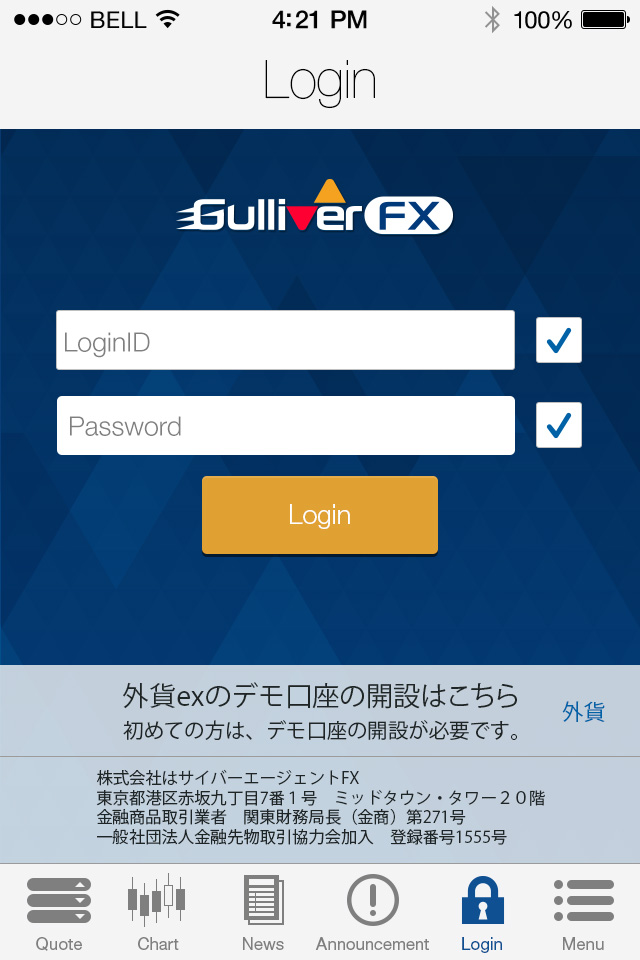 BELL 4:21 PM 100%
Login
Gulliver FX
LoginID
Password
Login
外貨exのデモ口座の開設はこちら
初めての方は、デモ口座の開設が必要です。
外貨
株式会社はサイバーエージェントFX
東京都港区赤坂九丁目7番１号　ミッドタウン・タワー２０階
金融商品取引業者　関東財務局長（金商）第271号
一般社団法人金融先物取引協力会加入　登録番号1555号
Quote Chart News Announcement Login Menu